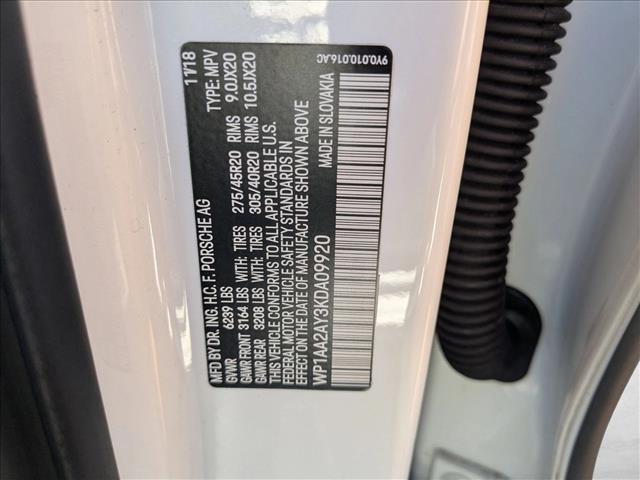 MFD BY DR. ING. H.C. F. PORSCHE AG 11/18
GVWR 6239 LBS TYPE: MPV
GAWR FRONT 3164 LBS WITH: TIRES 275/45R20 RIMS 9.0JX20
GAWR REAR 3208 LBS WITH: TIRES 305/40R20 RIMS 10.5JX20
THIS VEHICLE CONFORMS TO ALL APPLICABLE U.S.
FEDERAL MOTOR VEHICLE SAFETY STANDARDS IN
EFFECT ON THE DATE OF MANUFACTURE SHOWN ABOVE
WP1AA2AY3KDA09920 MADE IN SLOVAKIA
9Y0.010.016.AC